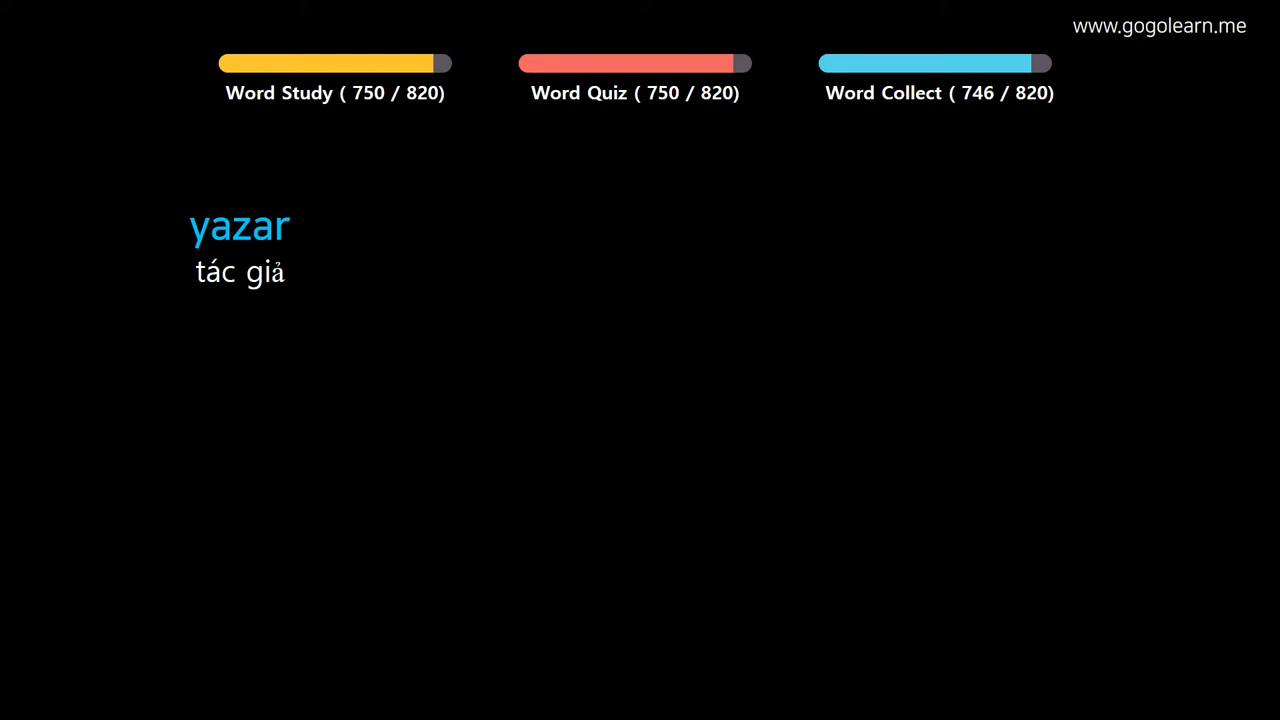 www.gogolearn.me
Word Study ( 750 / 820)
Word Quiz ( 750 / 820)
Word Collect ( 746 / 820)
yazar
tác giả